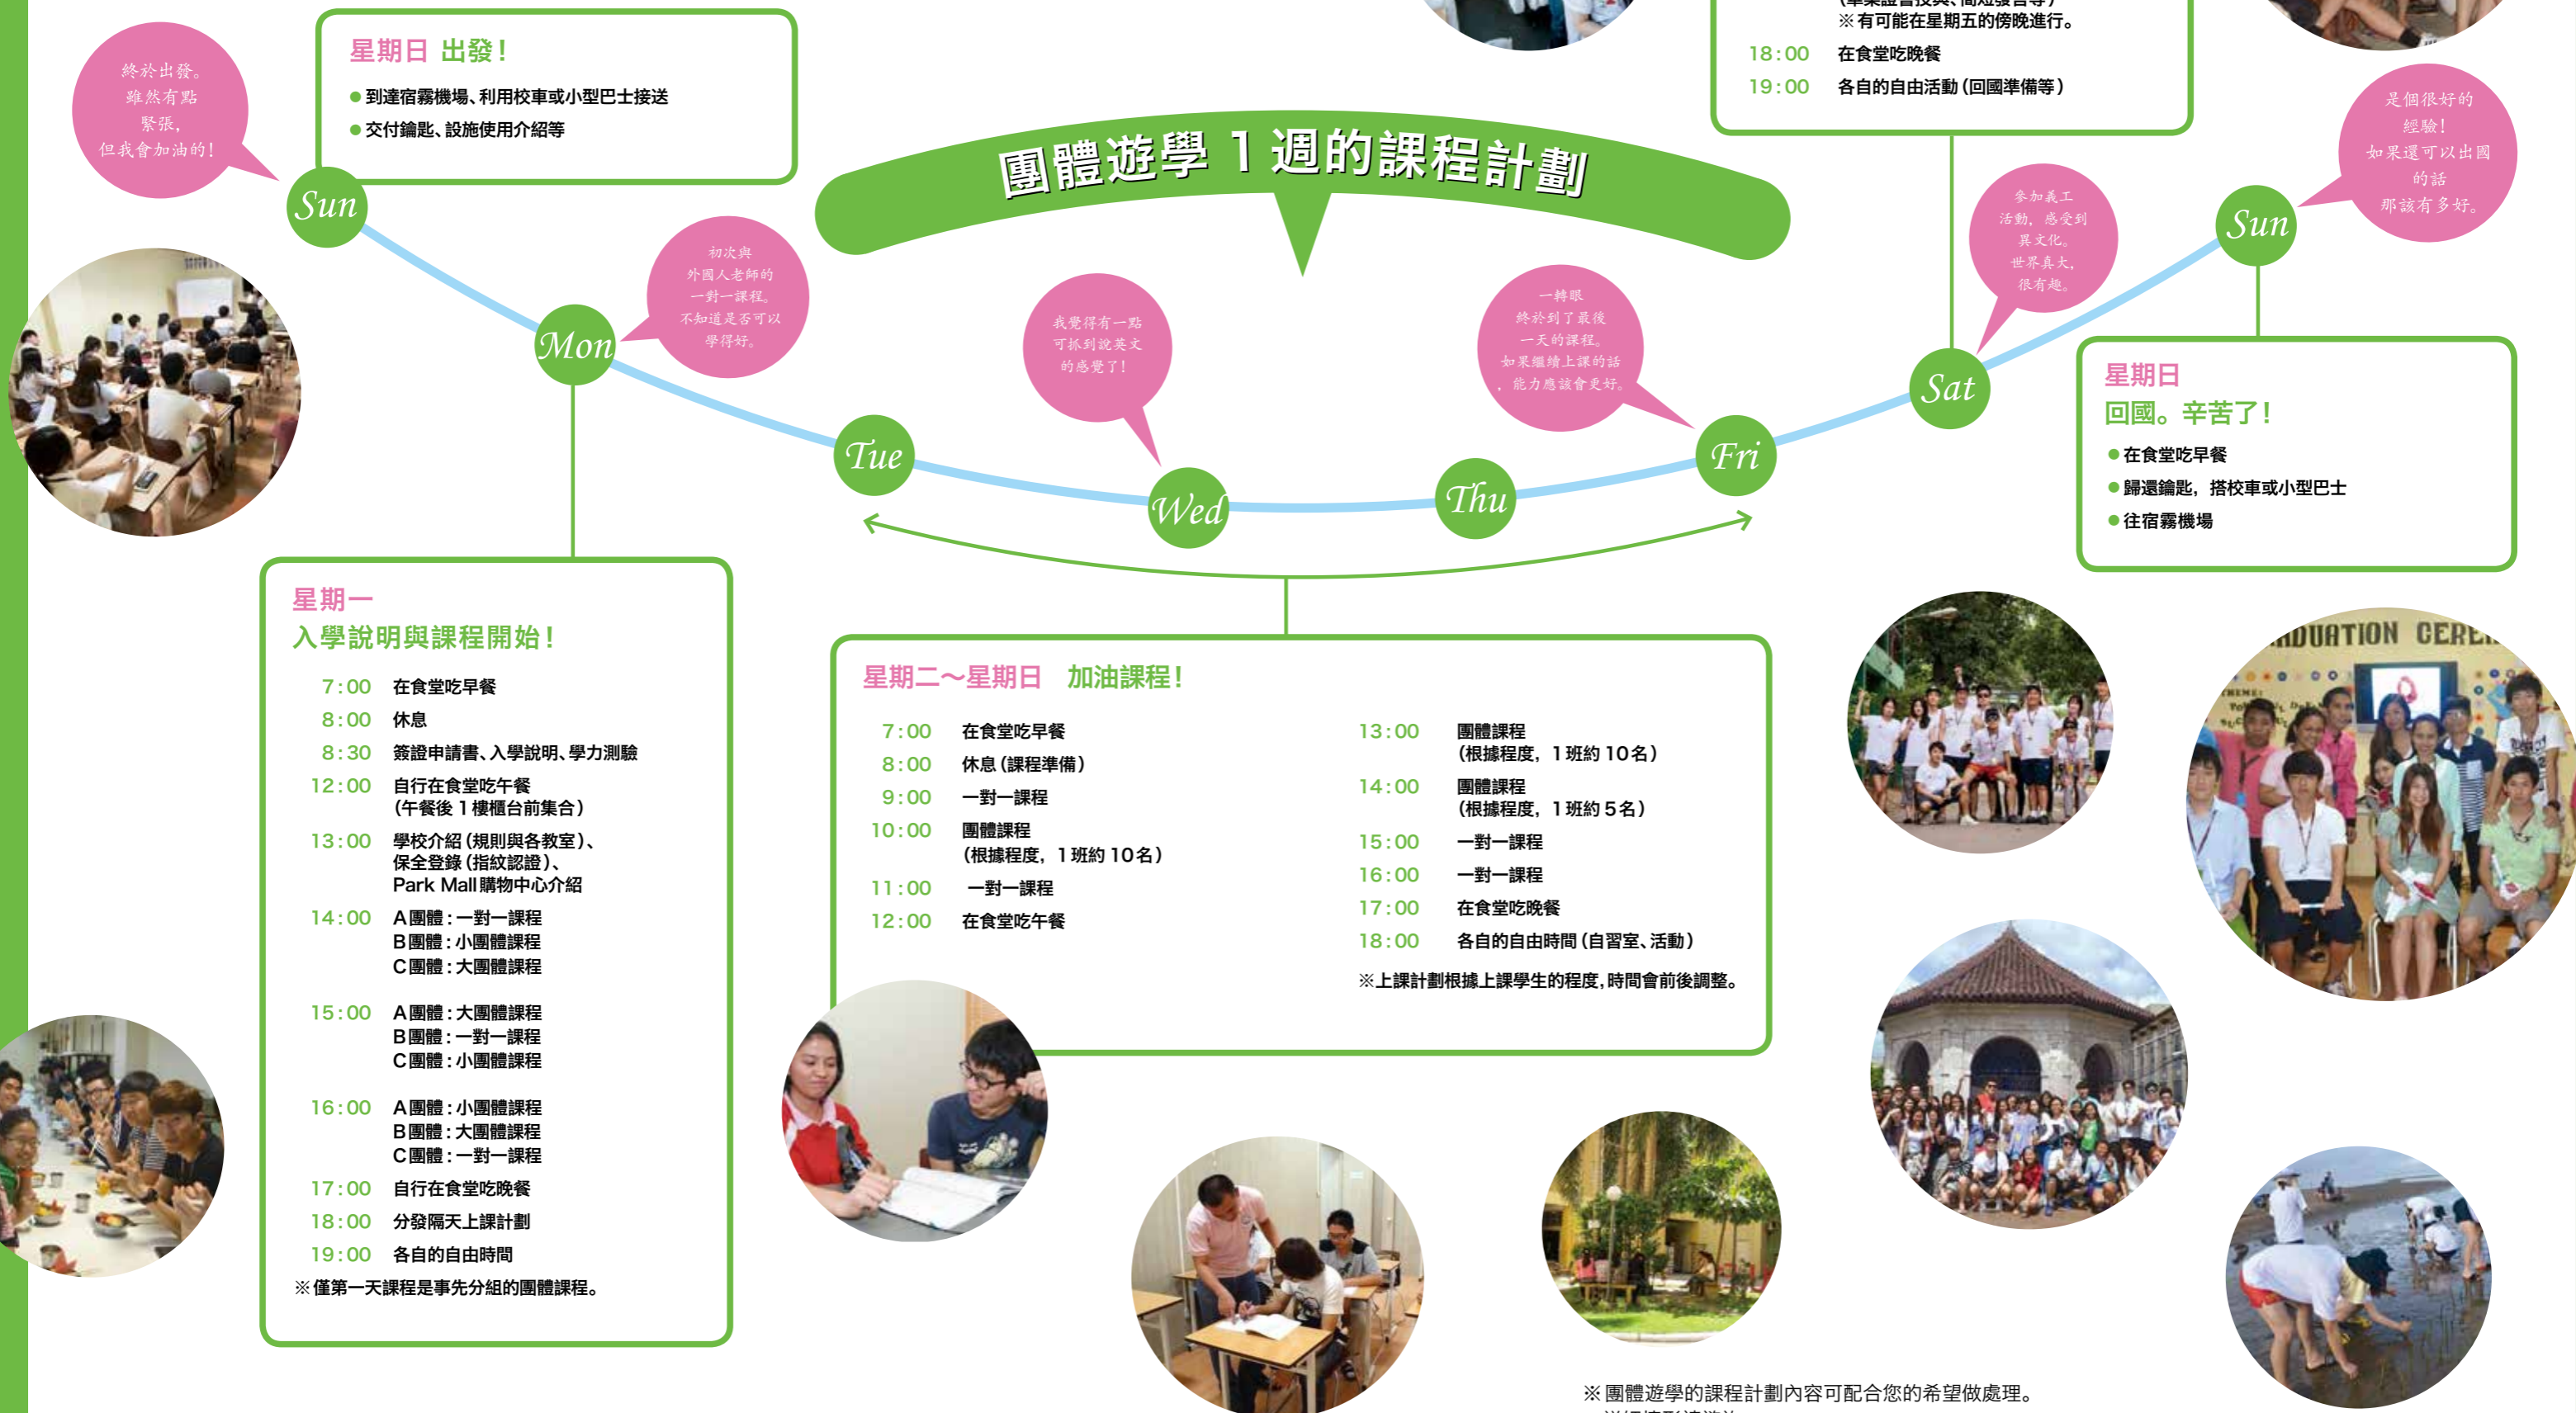 團體遊學 1 週的課程計劃
終於出發。
雖然有點
緊張，
但我會加油的！
星期日 出發！
●到達宿霧機場、利用校車或小型巴士接送
●交付鑰匙、設施使用介紹等
Sun
初次與
外國人老師的
一對一課程。
不知道是否可以
學得好。
Mon
星期一
入學說明與課程開始！
7:00 在食堂吃早餐
8:00 休息
8:30 簽證申請書、入學說明、學力測驗
12:00 自行在食堂吃午餐
（午餐後 1 樓櫃台前集合）
13:00 學校介紹（規則與各教室）、
保全登錄（指紋認證）、
Park Mall 購物中心介紹
14:00 A團體：一對一課程
B團體：小團體課程
C團體：大團體課程
15:00 A團體：大團體課程
B團體：一對一課程
C團體：小團體課程
16:00 A團體：小團體課程
B團體：大團體課程
C團體：一對一課程
17:00 自行在食堂吃晚餐
18:00 分發隔天上課計劃
19:00 各自的自由時間
※僅第一天課程是事先分組的團體課程。
Tue
我覺得有一點
可抓到說英文
的感覺了！
Wed
Thu
一轉眼
終於到了最後
一天的課程。
如果繼續上課的話
，能力應該會更好。
Fri
星期二～星期日 加油課程！
7:00 在食堂吃早餐
8:00 休息（課程準備）
9:00 一對一課程
10:00 團體課程
（根據程度，1班約 10名）
11:00 一對一課程
12:00 在食堂吃午餐
13:00 團體課程
（根據程度，1班約 10名）
14:00 團體課程
（根據程度，1班約 5名）
15:00 一對一課程
16:00 一對一課程
17:00 在食堂吃晚餐
18:00 各自的自由時間（自習室、活動）
※上課計劃根據上課學生的程度，時間會前後調整。
※有可能在星期五的傍晚進行。
18:00 在食堂吃晚餐
19:00 各自的自由活動（回國準備等）
參加義工
活動，感受到
異文化。
世界真大，
很有趣。
Sat
是個很好的
經驗！
如果還可以出國
的話
那該有多好。
Sun
星期日
回國。辛苦了！
●在食堂吃早餐
●歸還鑰匙，搭校車或小型巴士
●往宿霧機場
※團體遊學的課程計劃內容可配合您的希望做處理。